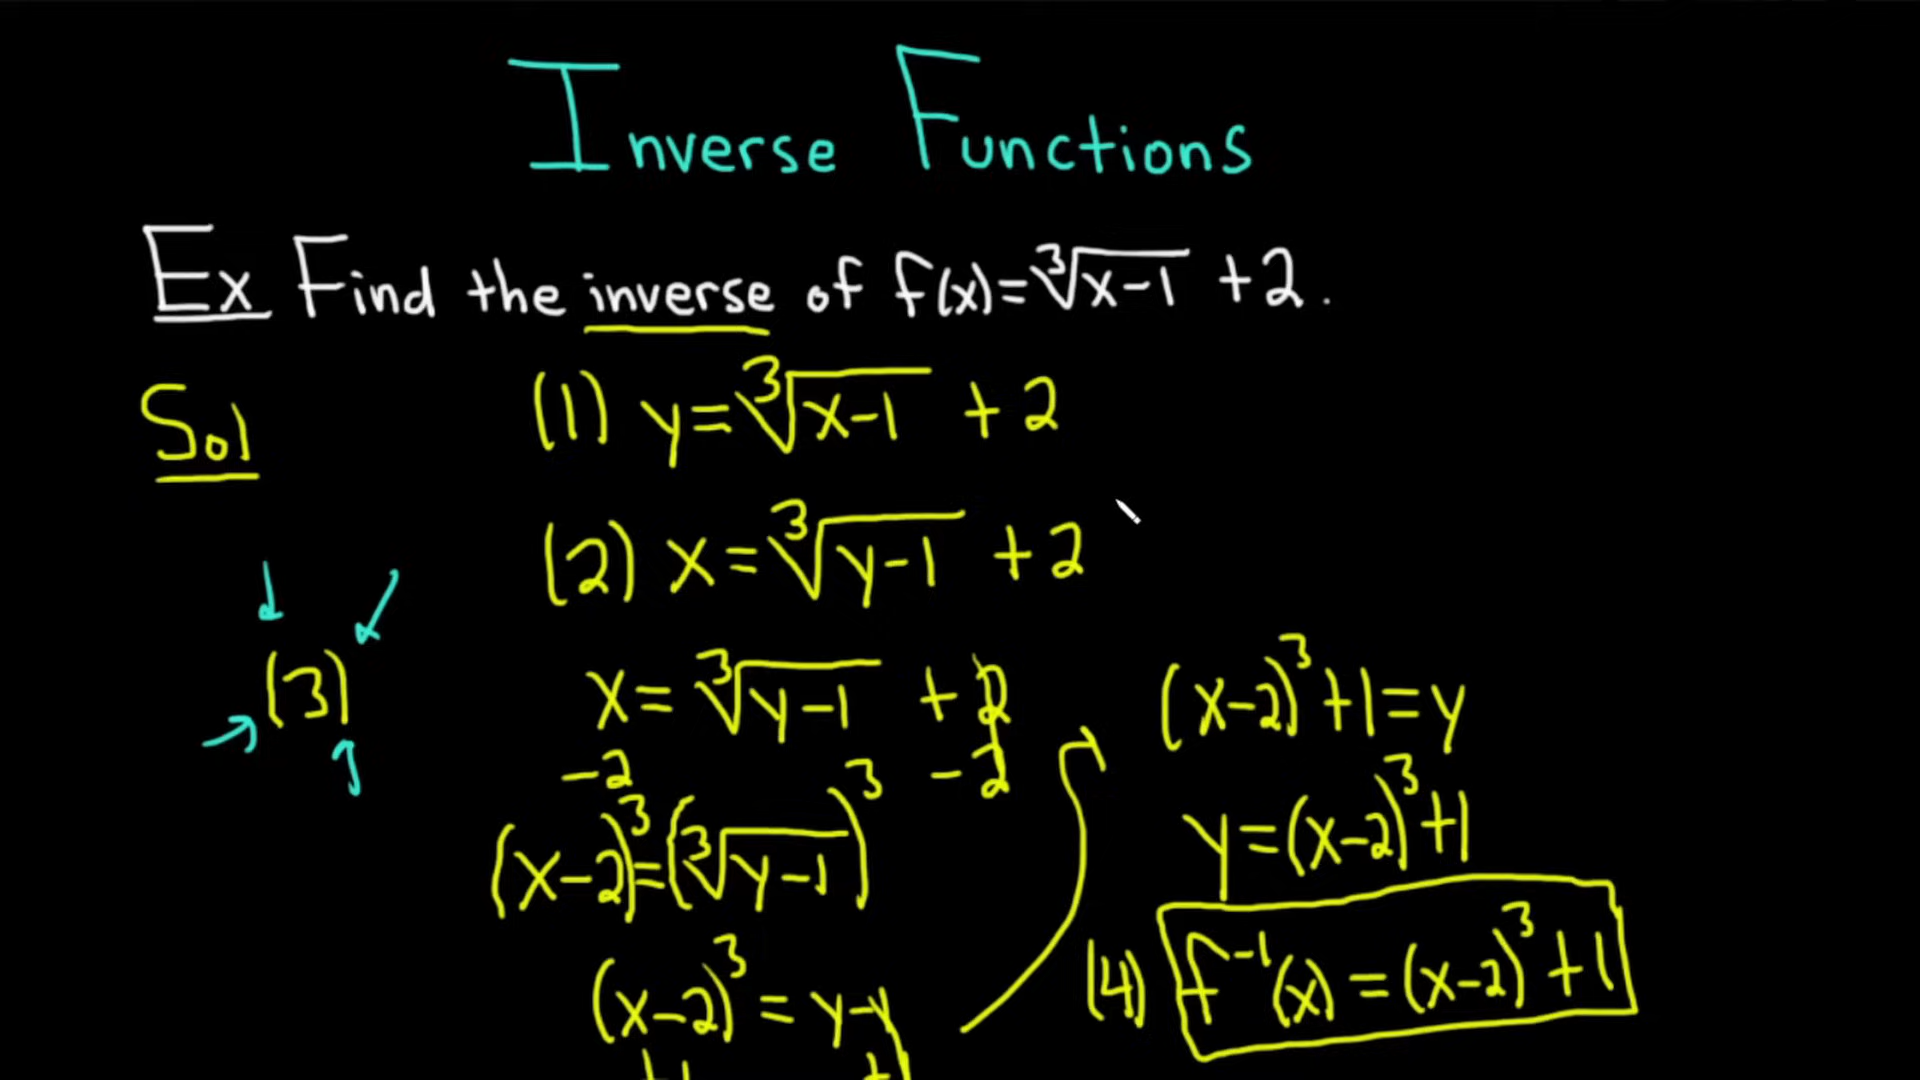 Inverse Functions
Ex Find the inverse of f(x)=∛(x-1) +2.
Sol
(1) y=∛(x-1) +2
(2) x=∛(y-1) +2
(3)
x=∛(y-1) +2
-2 -2
(x-2)³=(∛(y-1))³
(x-2)³=y-1
+1 +1
(x-2)³+1=y
y=(x-2)³+1
(4) f⁻¹(x)=(x-2)³+1